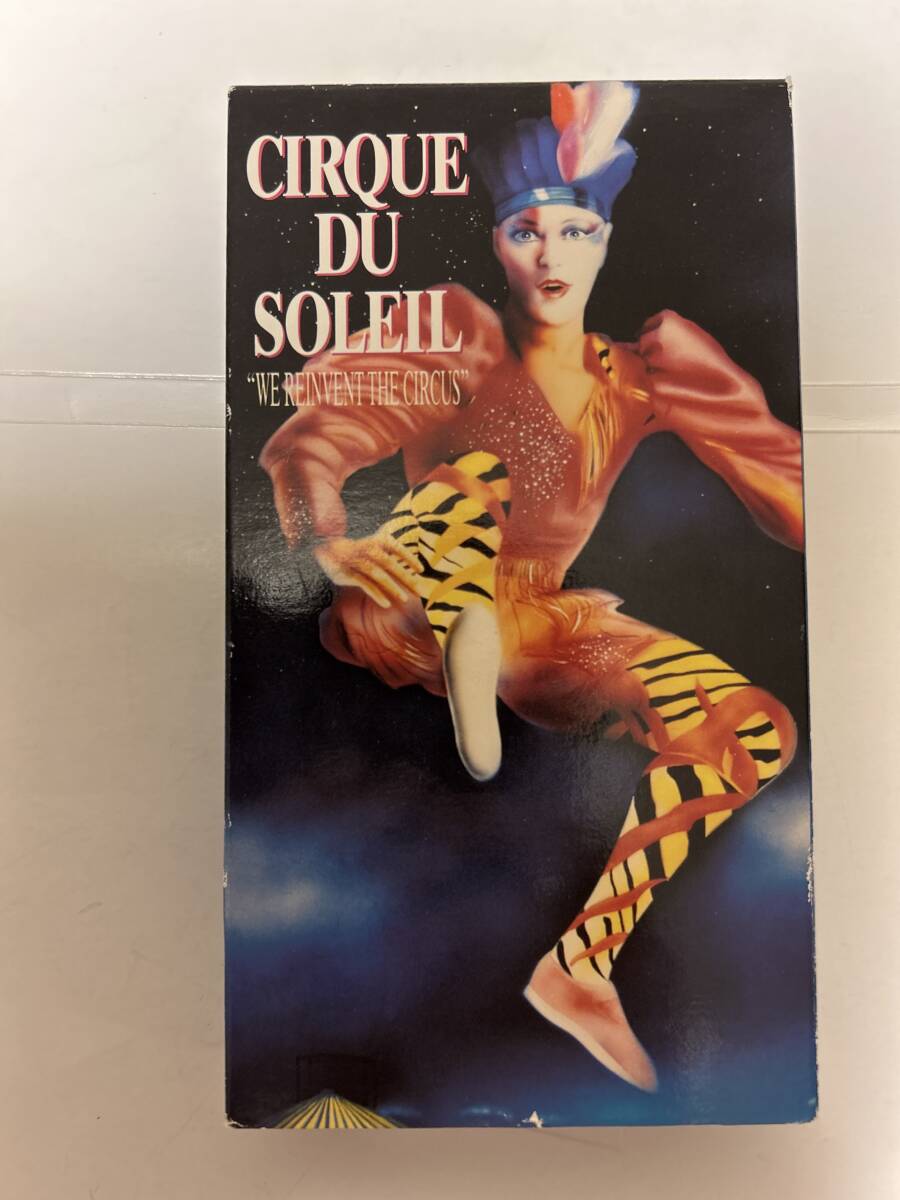 CIRQUE
DU
SOLEIL
"WE REINVENT THE CIRCUS"